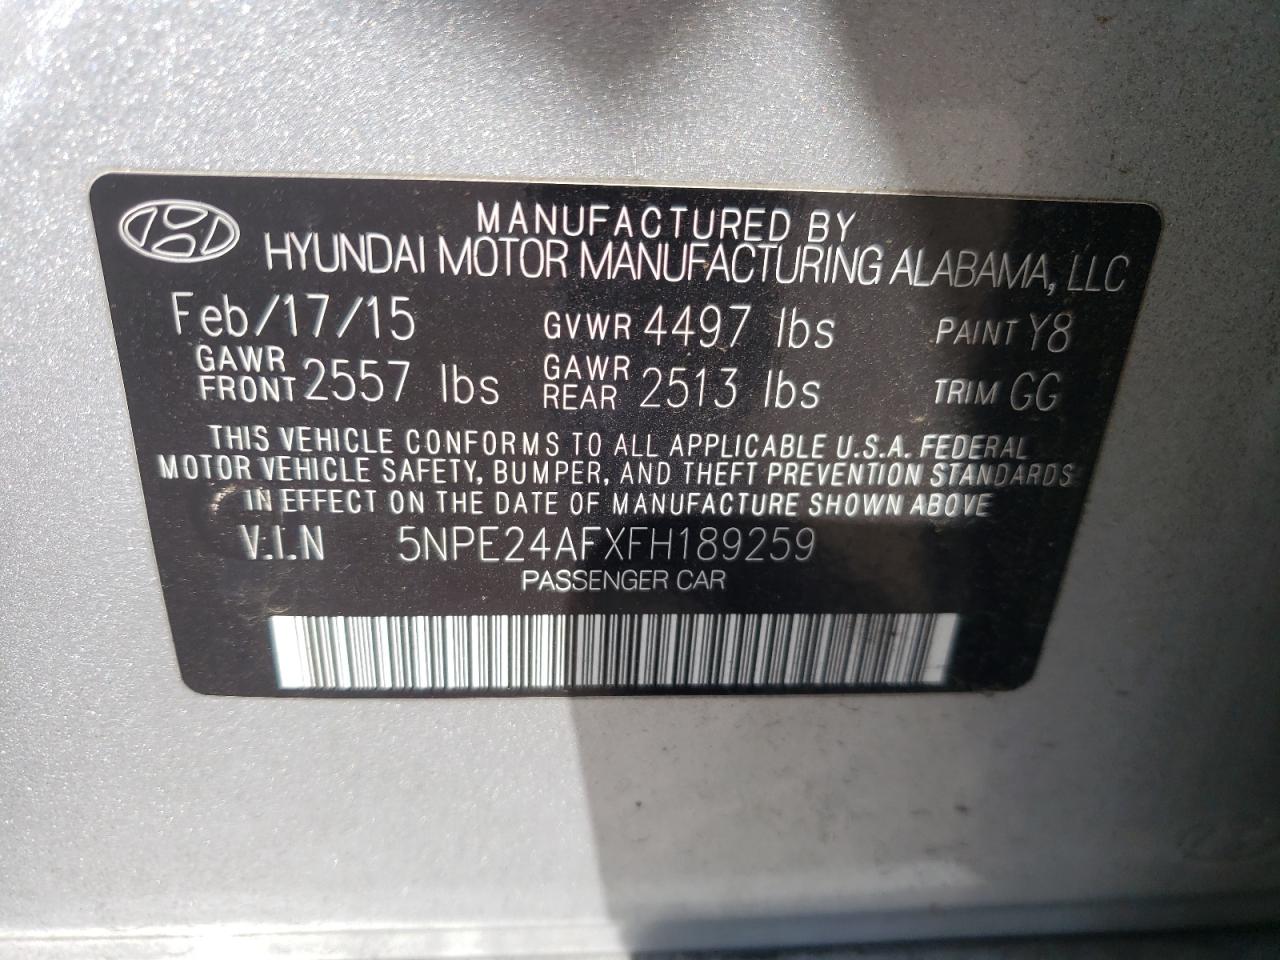 MANUFACTURED BY
HYUNDAI MOTOR MANUFACTURING ALABAMA, LLC
Feb/17/15 GVWR 4497 lbs PAINT Y8
GAWR FRONT 2557 lbs GAWR REAR 2513 lbs TRIM GG
THIS VEHICLE CONFORMS TO ALL APPLICABLE U.S.A. FEDERAL
MOTOR VEHICLE SAFETY, BUMPER, AND THEFT PREVENTION STANDARDS
IN EFFECT ON THE DATE OF MANUFACTURE SHOWN ABOVE
V.I.N 5NPE24AFXFH189259
PASSENGER CAR